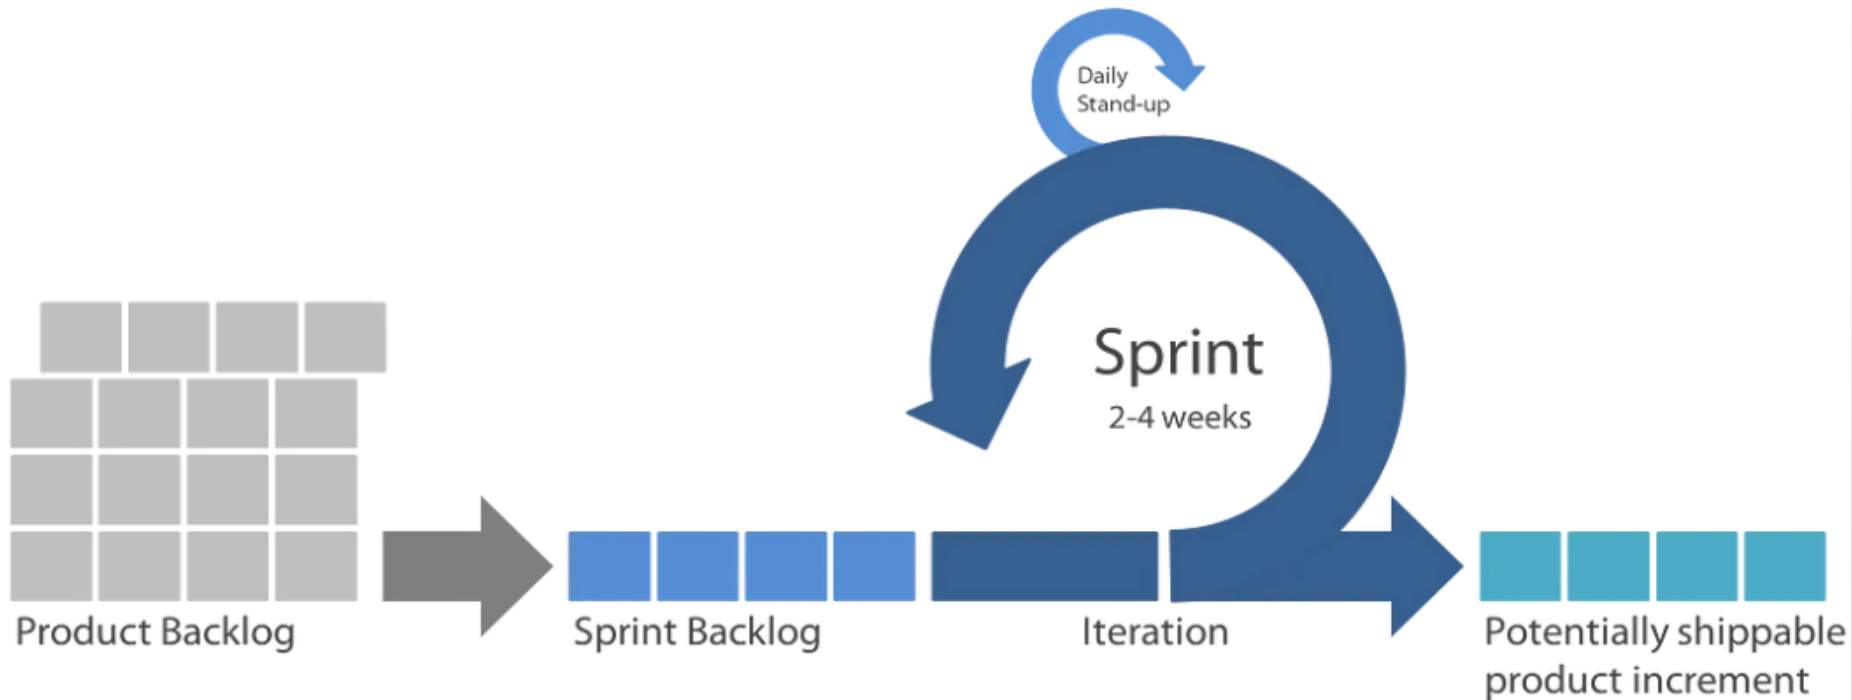 Daily
Stand-up
Sprint
2-4 weeks
Product Backlog
Sprint Backlog
Iteration
Potentially shippable
product increment